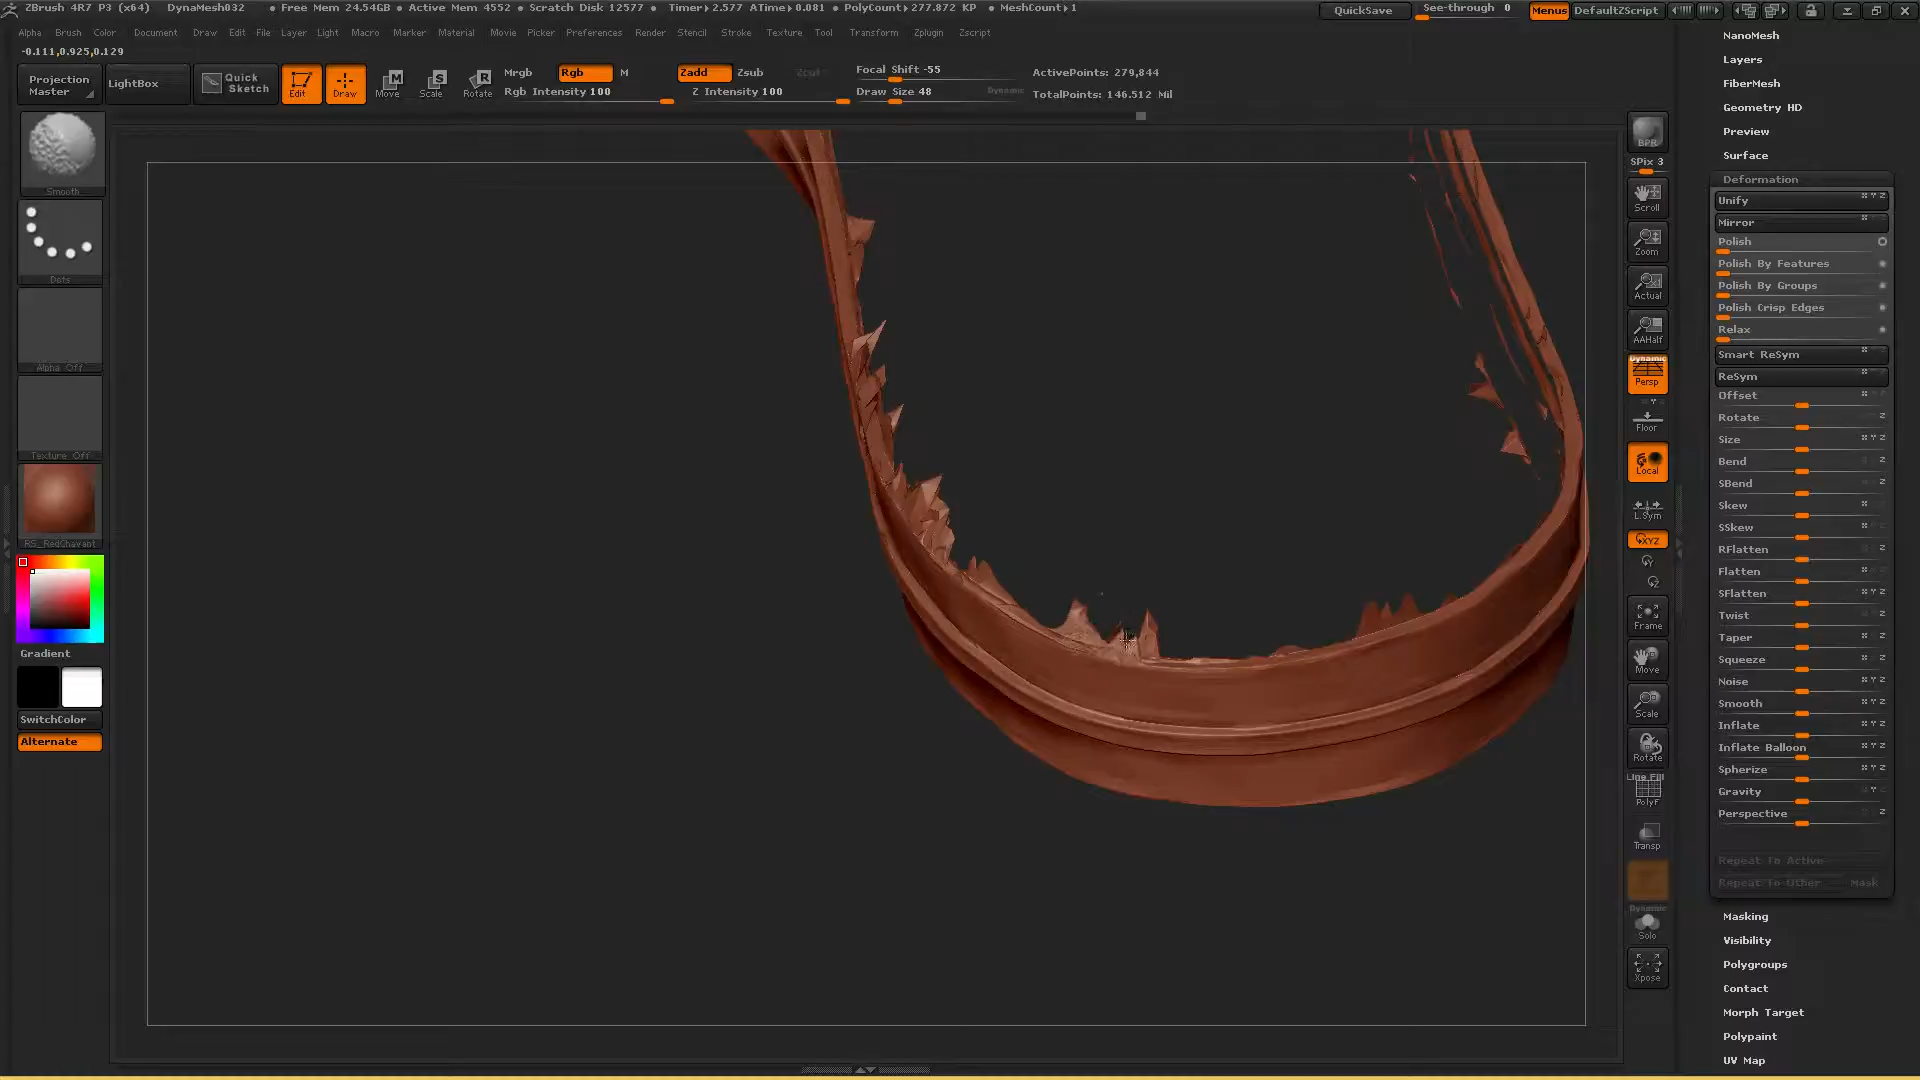 ZBrush 4R7 P3 (x64) DynaMesh032 ● Free Mem 24.54GB ● Active Mem 4552 ● Scratch Disk 12577 ● Timer▸2.577 ATime▸0.081 ● PolyCount▸277.872 KP ● MeshCount▸1
QuickSave
See-through 0
Menus
DefaultZScript
Alpha Brush Color Document Draw Edit File Layer Light Macro Marker Material Movie Picker Preferences Render Stencil Stroke Texture Tool Transform Zplugin Zscript
-0.111,0.925,0.129
Projection
Master
LightBox
Quick
Sketch
Edit
Draw
Move
Scale
Rotate
Mrgb
Rgb
M
Rgb Intensity 100
Zadd
Zsub
Zcut
Z Intensity 100
Focal Shift -55
Draw Size 48
Dynamic
ActivePoints: 279,844
TotalPoints: 146.512 Mil
Smooth
Dots
Alpha Off
Texture Off
RS_RedChavant
Gradient
SwitchColor
Alternate
BPR
SPix 3
Scroll
Zoom
Actual
AAHalf
Dynamic
Persp
Floor
Local
L.Sym
XYZ
Frame
Move
Scale
Rotate
Line Fill
PolyF
Transp
Dynamic
Solo
Xpose
NanoMesh
Layers
FiberMesh
Geometry HD
Preview
Surface
Deformation
Unify
Mirror
Polish
Polish By Features
Polish By Groups
Polish Crisp Edges
Relax
Smart ReSym
ReSym
Offset
Rotate
Size
Bend
SBend
Skew
SSkew
RFlatten
Flatten
SFlatten
Twist
Taper
Squeeze
Noise
Smooth
Inflate
Inflate Balloon
Spherize
Gravity
Perspective
Repeat To Active
Repeat To Other Mask
Masking
Visibility
Polygroups
Contact
Morph Target
Polypaint
UV Map